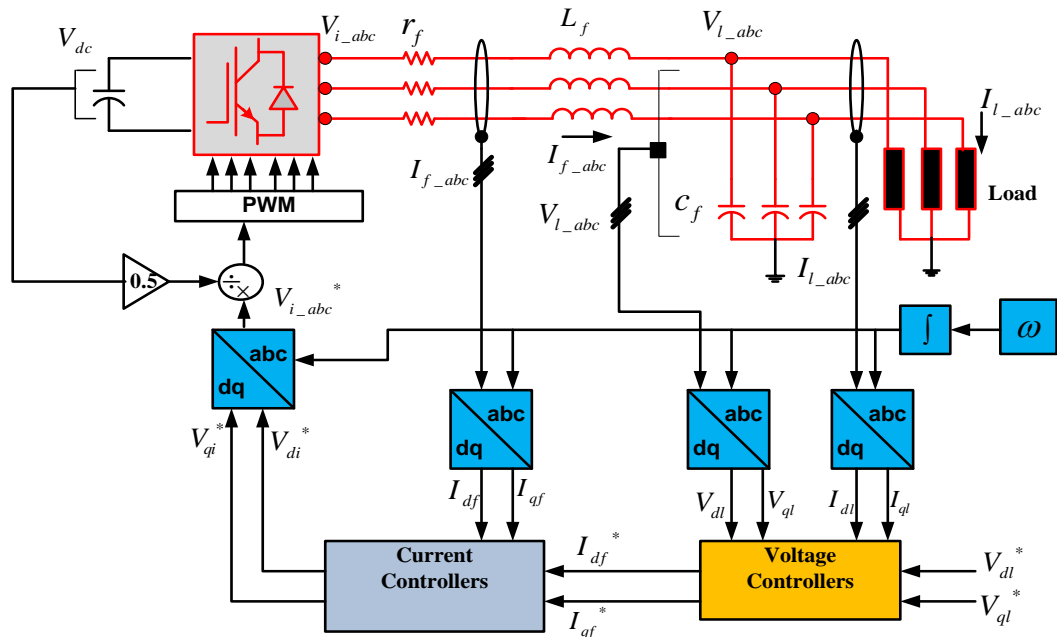 V_dc
V_i_abc
r_f
L_f
V_l_abc
I_l_abc
I_f_abc
I_f_abc
V_l_abc
c_f
Load
PWM
I_l_abc
0.5
÷
×
V_i_abc*
∫
ω
abc
dq
abc
dq
abc
dq
abc
dq
V_qi*
V_di*
I_df
I_qf
V_dl
V_ql
I_dl
I_ql
Current
Controllers
I_df*
I_qf*
Voltage
Controllers
V_dl*
V_ql*